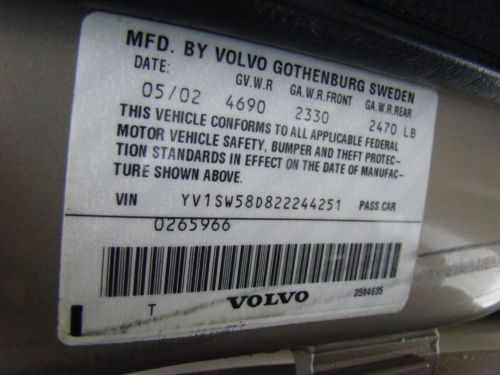 MFD. BY VOLVO GOTHENBURG SWEDEN
DATE: GV.W.R GA.W.R.FRONT GA.W.R.REAR
05/02 4690 2330 2470 LB
THIS VEHICLE CONFORMS TO ALL APPLICABLE FEDERAL
MOTOR VEHICLE SAFETY, BUMPER AND THEFT PROTEC-
TION STANDARDS IN EFFECT ON THE DATE OF MANUFAC-
TURE SHOWN ABOVE.
VIN YV1SW58D822244251 PASS CAR
0265966
T VOLVO 3514635